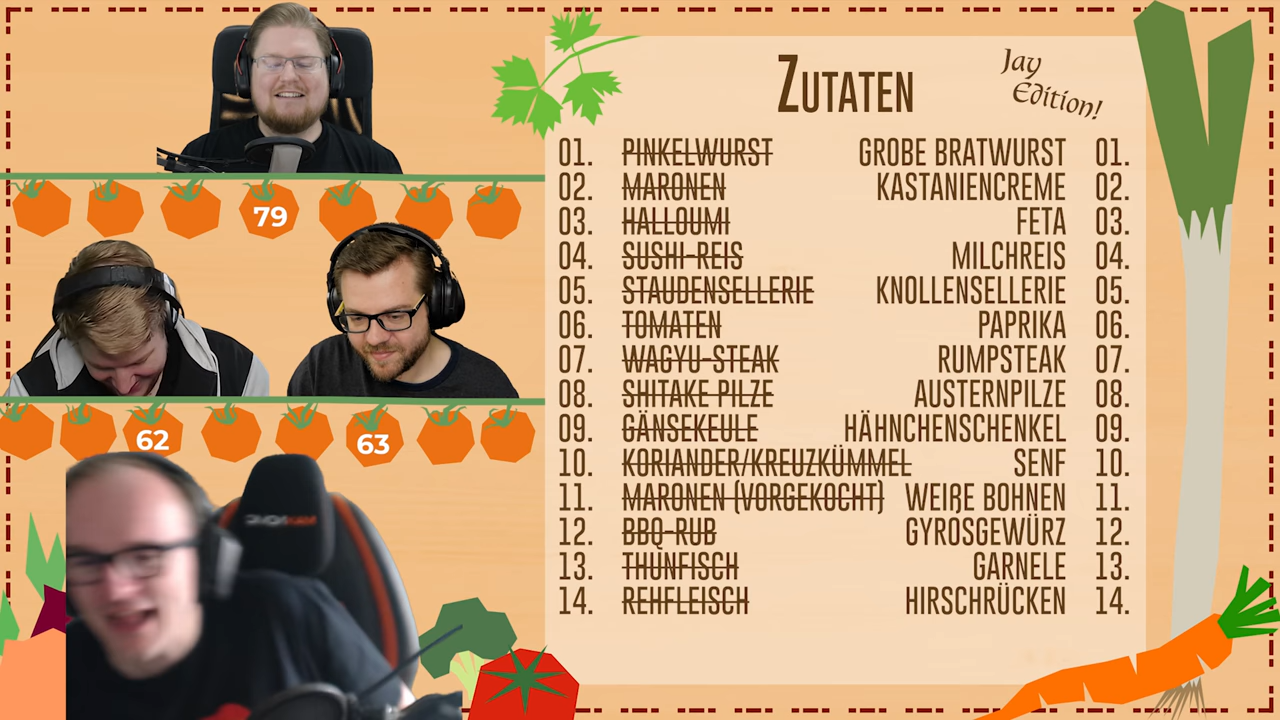 Zutaten
Jay
Edition!
01. PINKELWURST GROBE BRATWURST 01.
02. MARONEN KASTANIENCREME 02.
03. HALLOUMI FETA 03.
04. SUSHI-REIS MILCHREIS 04.
05. STAUDENSELLERIE KNOLLENSELLERIE 05.
06. TOMATEN PAPRIKA 06.
07. WAGYU-STEAK RUMPSTEAK 07.
08. SHITAKE PILZE AUSTERNPILZE 08.
09. GÄNSEKEULE HÄHNCHENSCHENKEL 09.
10. KORIANDER/KREUZKÜMMEL SENF 10.
11. MARONEN (VORGEKOCHT) WEIẞE BOHNEN 11.
12. BBQ-RUB GYROSGEWÜRZ 12.
13. THUNFISCH GARNELE 13.
14. REHFLEISCH HIRSCHRÜCKEN 14.
79
62
63